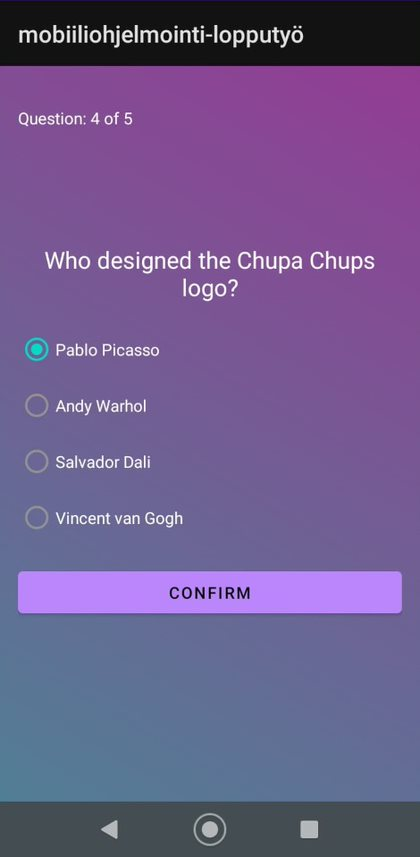 mobiiliohjelmointi-lopputyö
Question: 4 of 5
Who designed the Chupa Chups
logo?
Pablo Picasso
Andy Warhol
Salvador Dali
Vincent van Gogh
CONFIRM